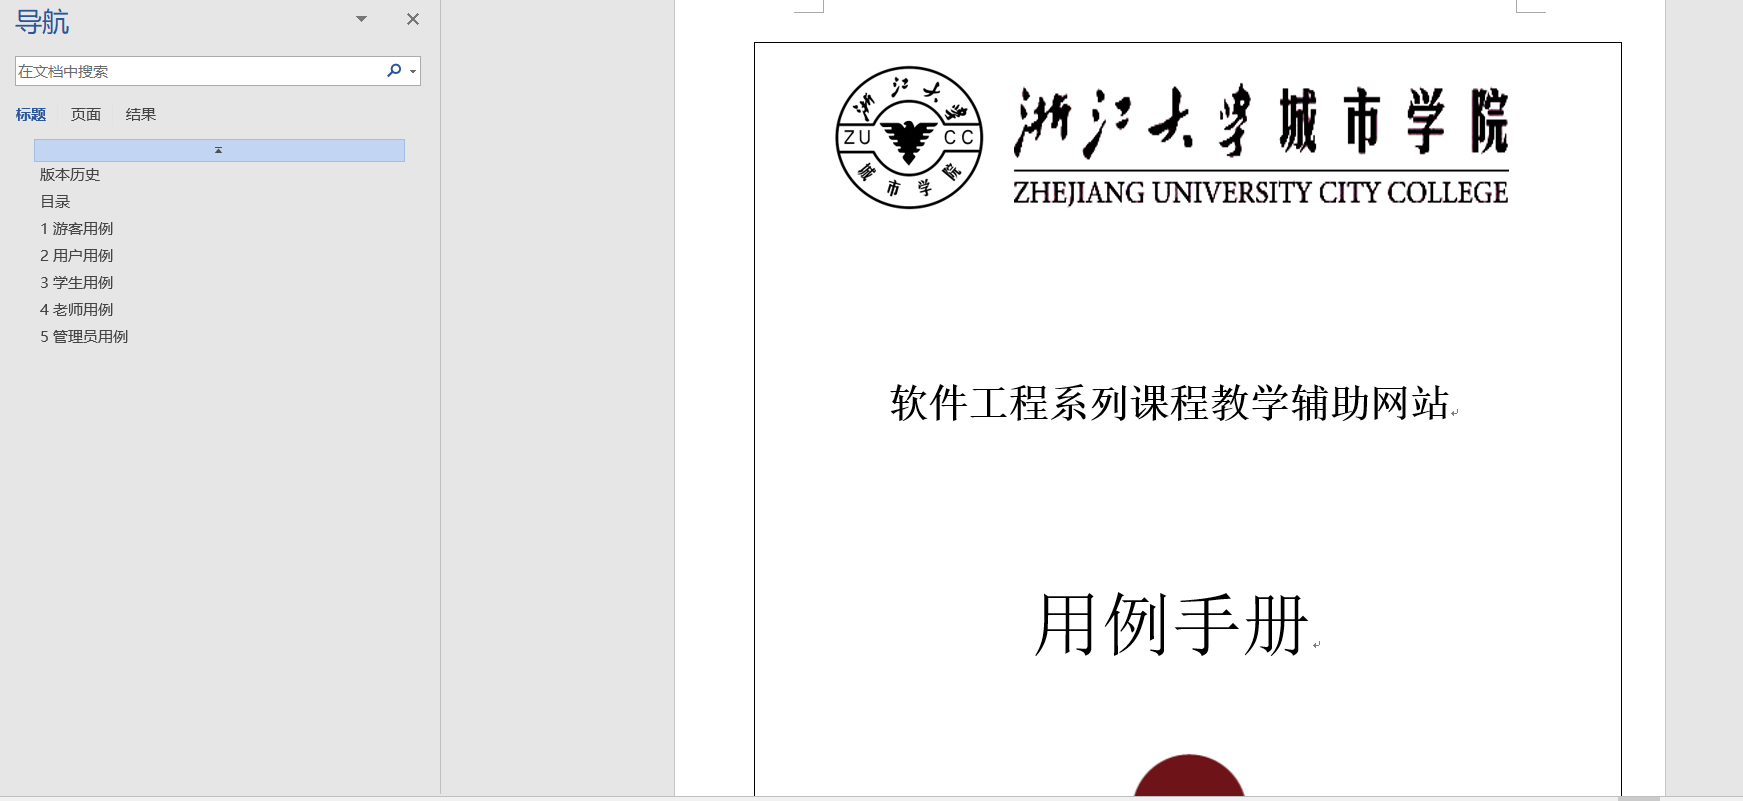 导航
在文档中搜索
标题 页面 结果
版本历史
目录
1 游客用例
2 用户用例
3 学生用例
4 老师用例
5 管理员用例
浙江大学
ZU CC
城市学院
浙江大学城市学院
ZHEJIANG UNIVERSITY CITY COLLEGE
软件工程系列课程教学辅助网站
用例手册